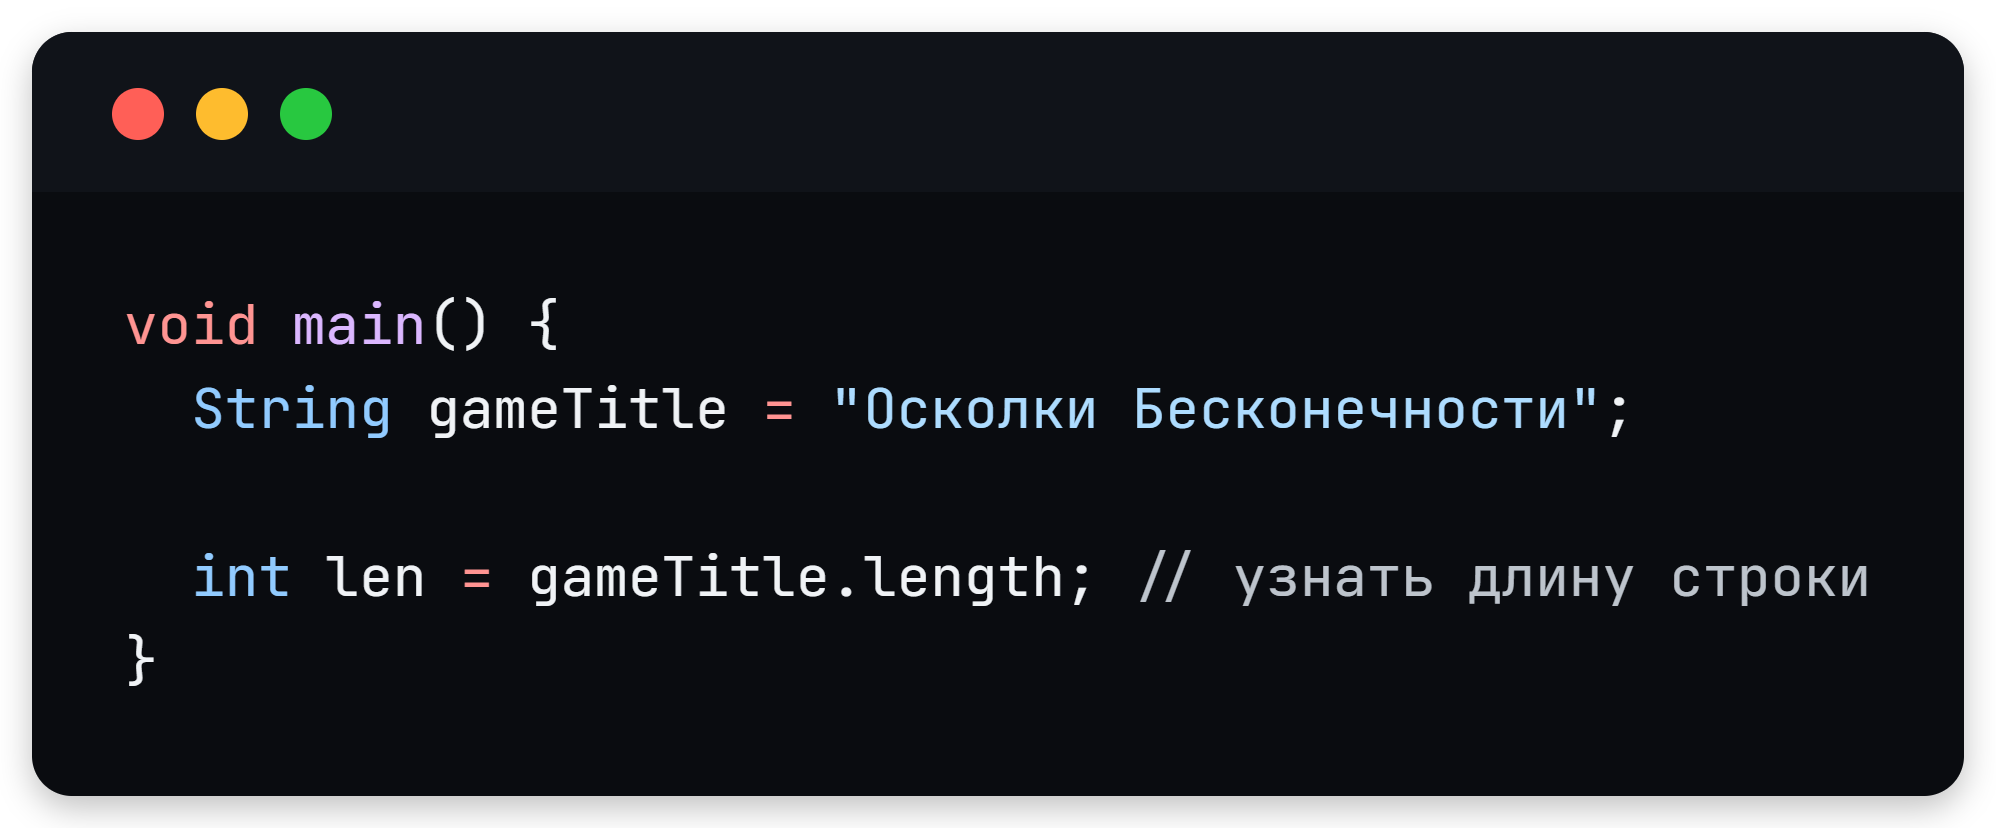 void main() {
  String gameTitle = "Осколки Бесконечности";

  int len = gameTitle.length; // узнать длину строки
}